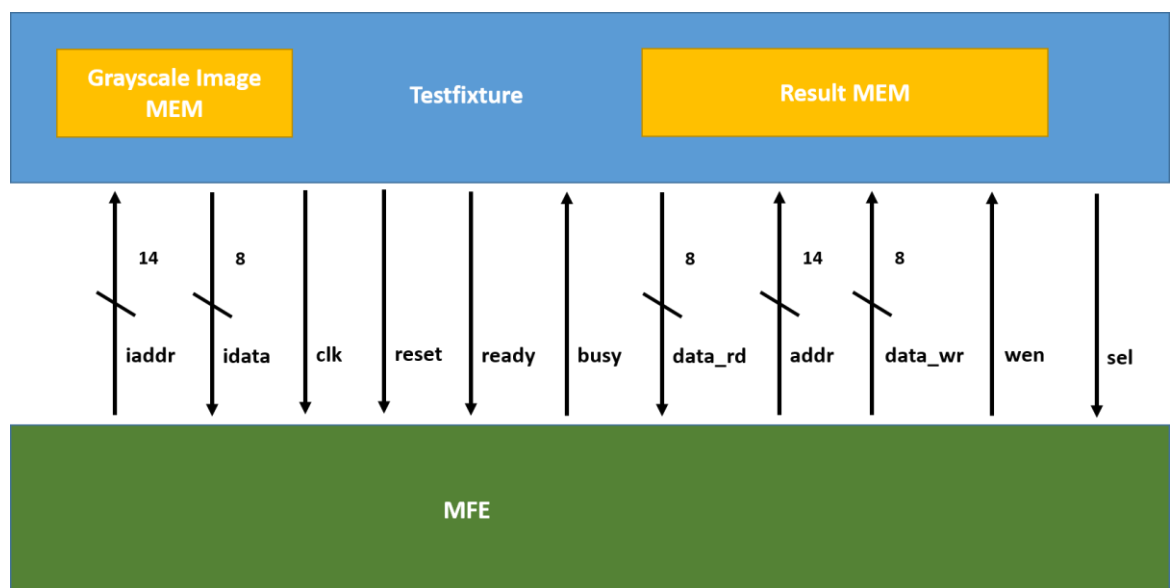 Grayscale Image
MEM
Testfixture
Result MEM
14
8
8
14
8
iaddr
idata
clk
reset
ready
busy
data_rd
addr
data_wr
wen
sel
MFE